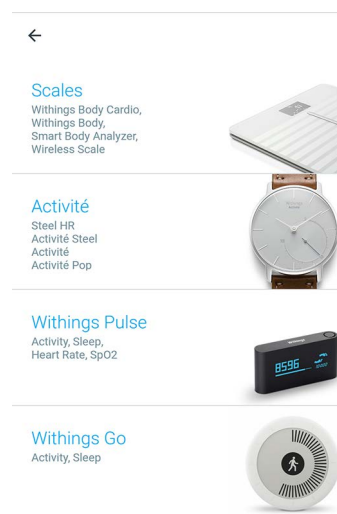 Scales
Withings Body Cardio,
Withings Body,
Smart Body Analyzer,
Wireless Scale
Activité
Steel HR
Activité Steel
Activité
Activité Pop
Withings Pulse
Activity, Sleep,
Heart Rate, SpO2
8596
Withings Go
Activity, Sleep